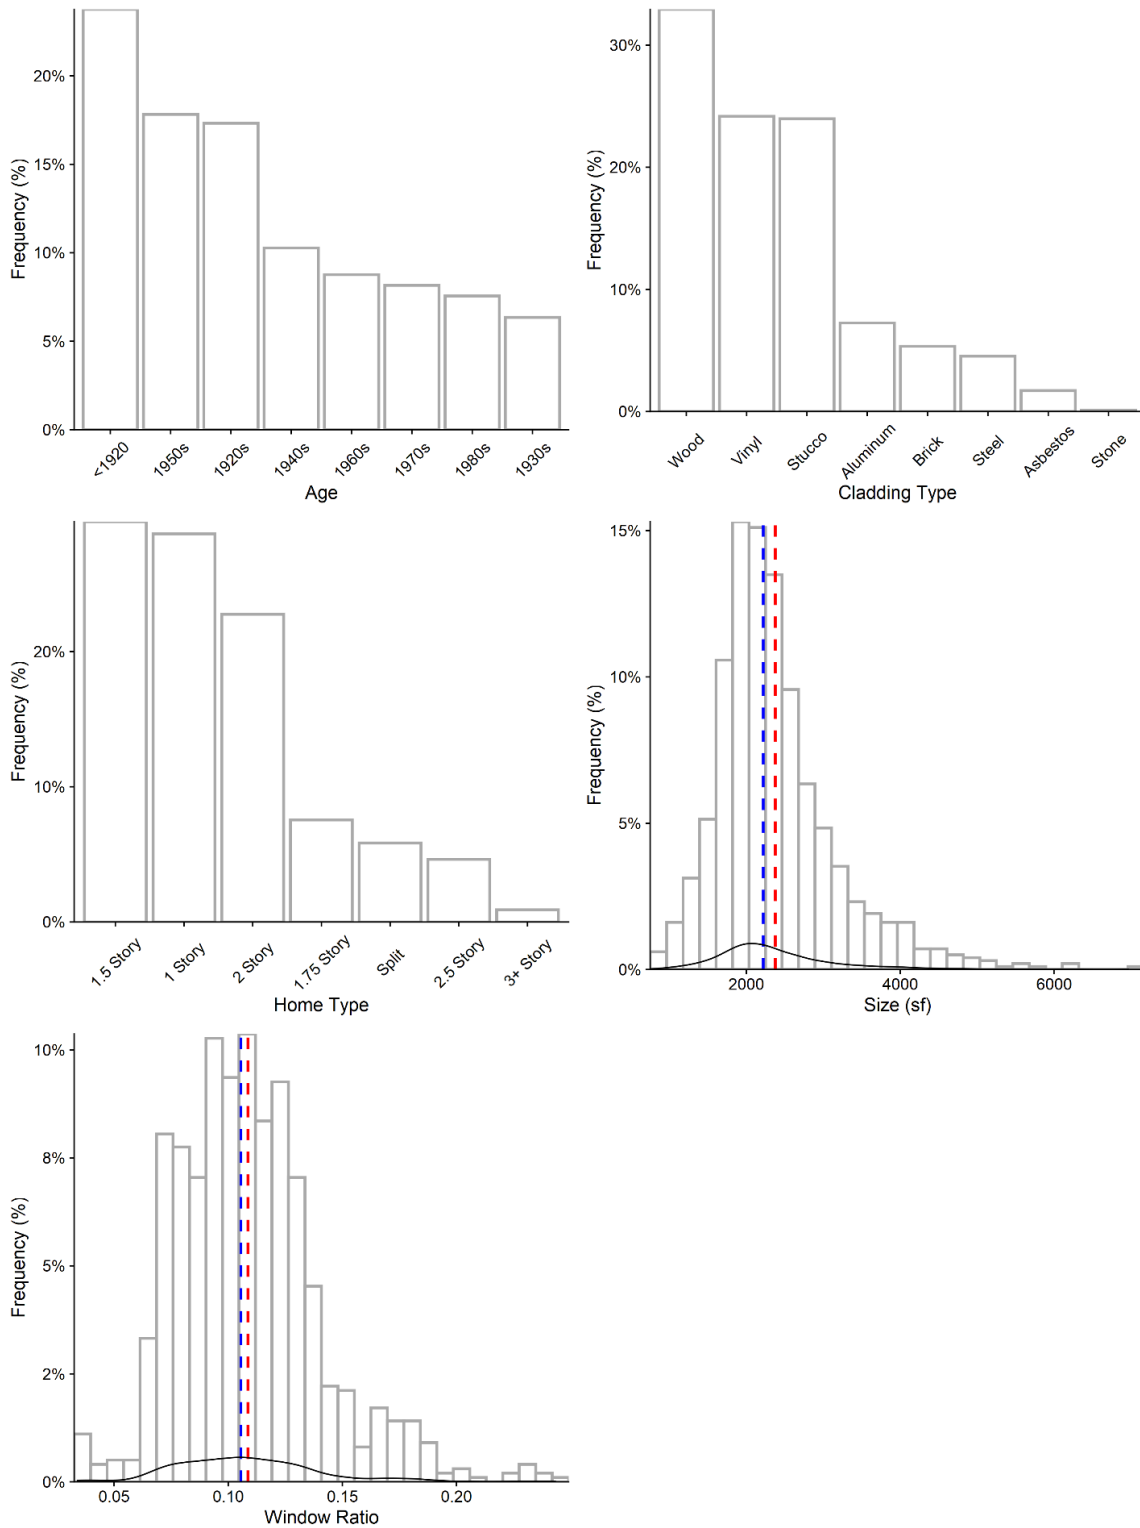 Frequency (%)
20%
15%
10%
5%
0%
<1920
1950s
1920s
1940s
1960s
1970s
1980s
1930s
Age
Frequency (%)
30%
20%
10%
0%
Wood
Vinyl
Stucco
Aluminum
Brick
Steel
Asbestos
Stone
Cladding Type
Frequency (%)
20%
10%
0%
1.5 Story
1 Story
2 Story
1.75 Story
Split
2.5 Story
3+ Story
Home Type
Frequency (%)
15%
10%
5%
0%
2000
4000
6000
Size (sf)
Frequency (%)
10%
8%
5%
2%
0%
0.05
0.10
0.15
0.20
Window Ratio